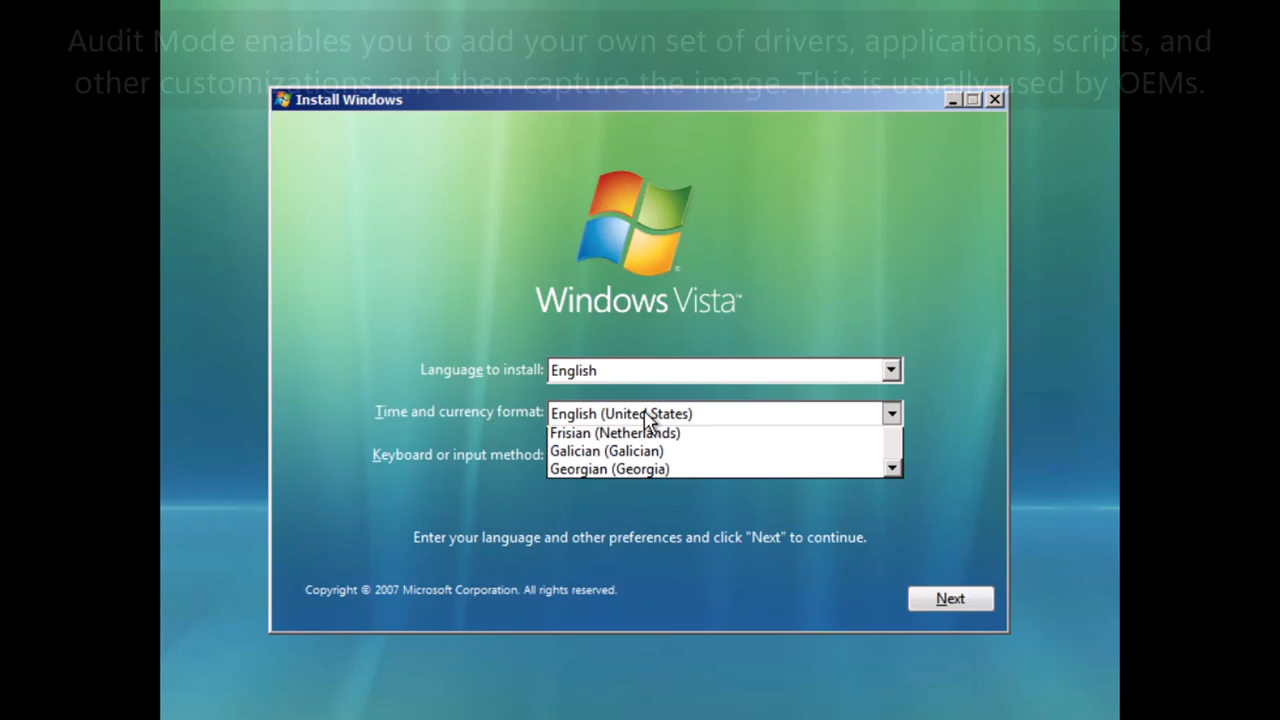 Audit Mode enables you to add your own set of drivers, applications, scripts, and
other customizations, and then capture the image. This is usually used by OEMs.
Install Windows
Windows Vista™
Language to install: English
Time and currency format: English (United States)
Frisian (Netherlands)
Galician (Galician)
Georgian (Georgia)
Keyboard or input method:
Enter your language and other preferences and click "Next" to continue.
Copyright © 2007 Microsoft Corporation. All rights reserved.
Next